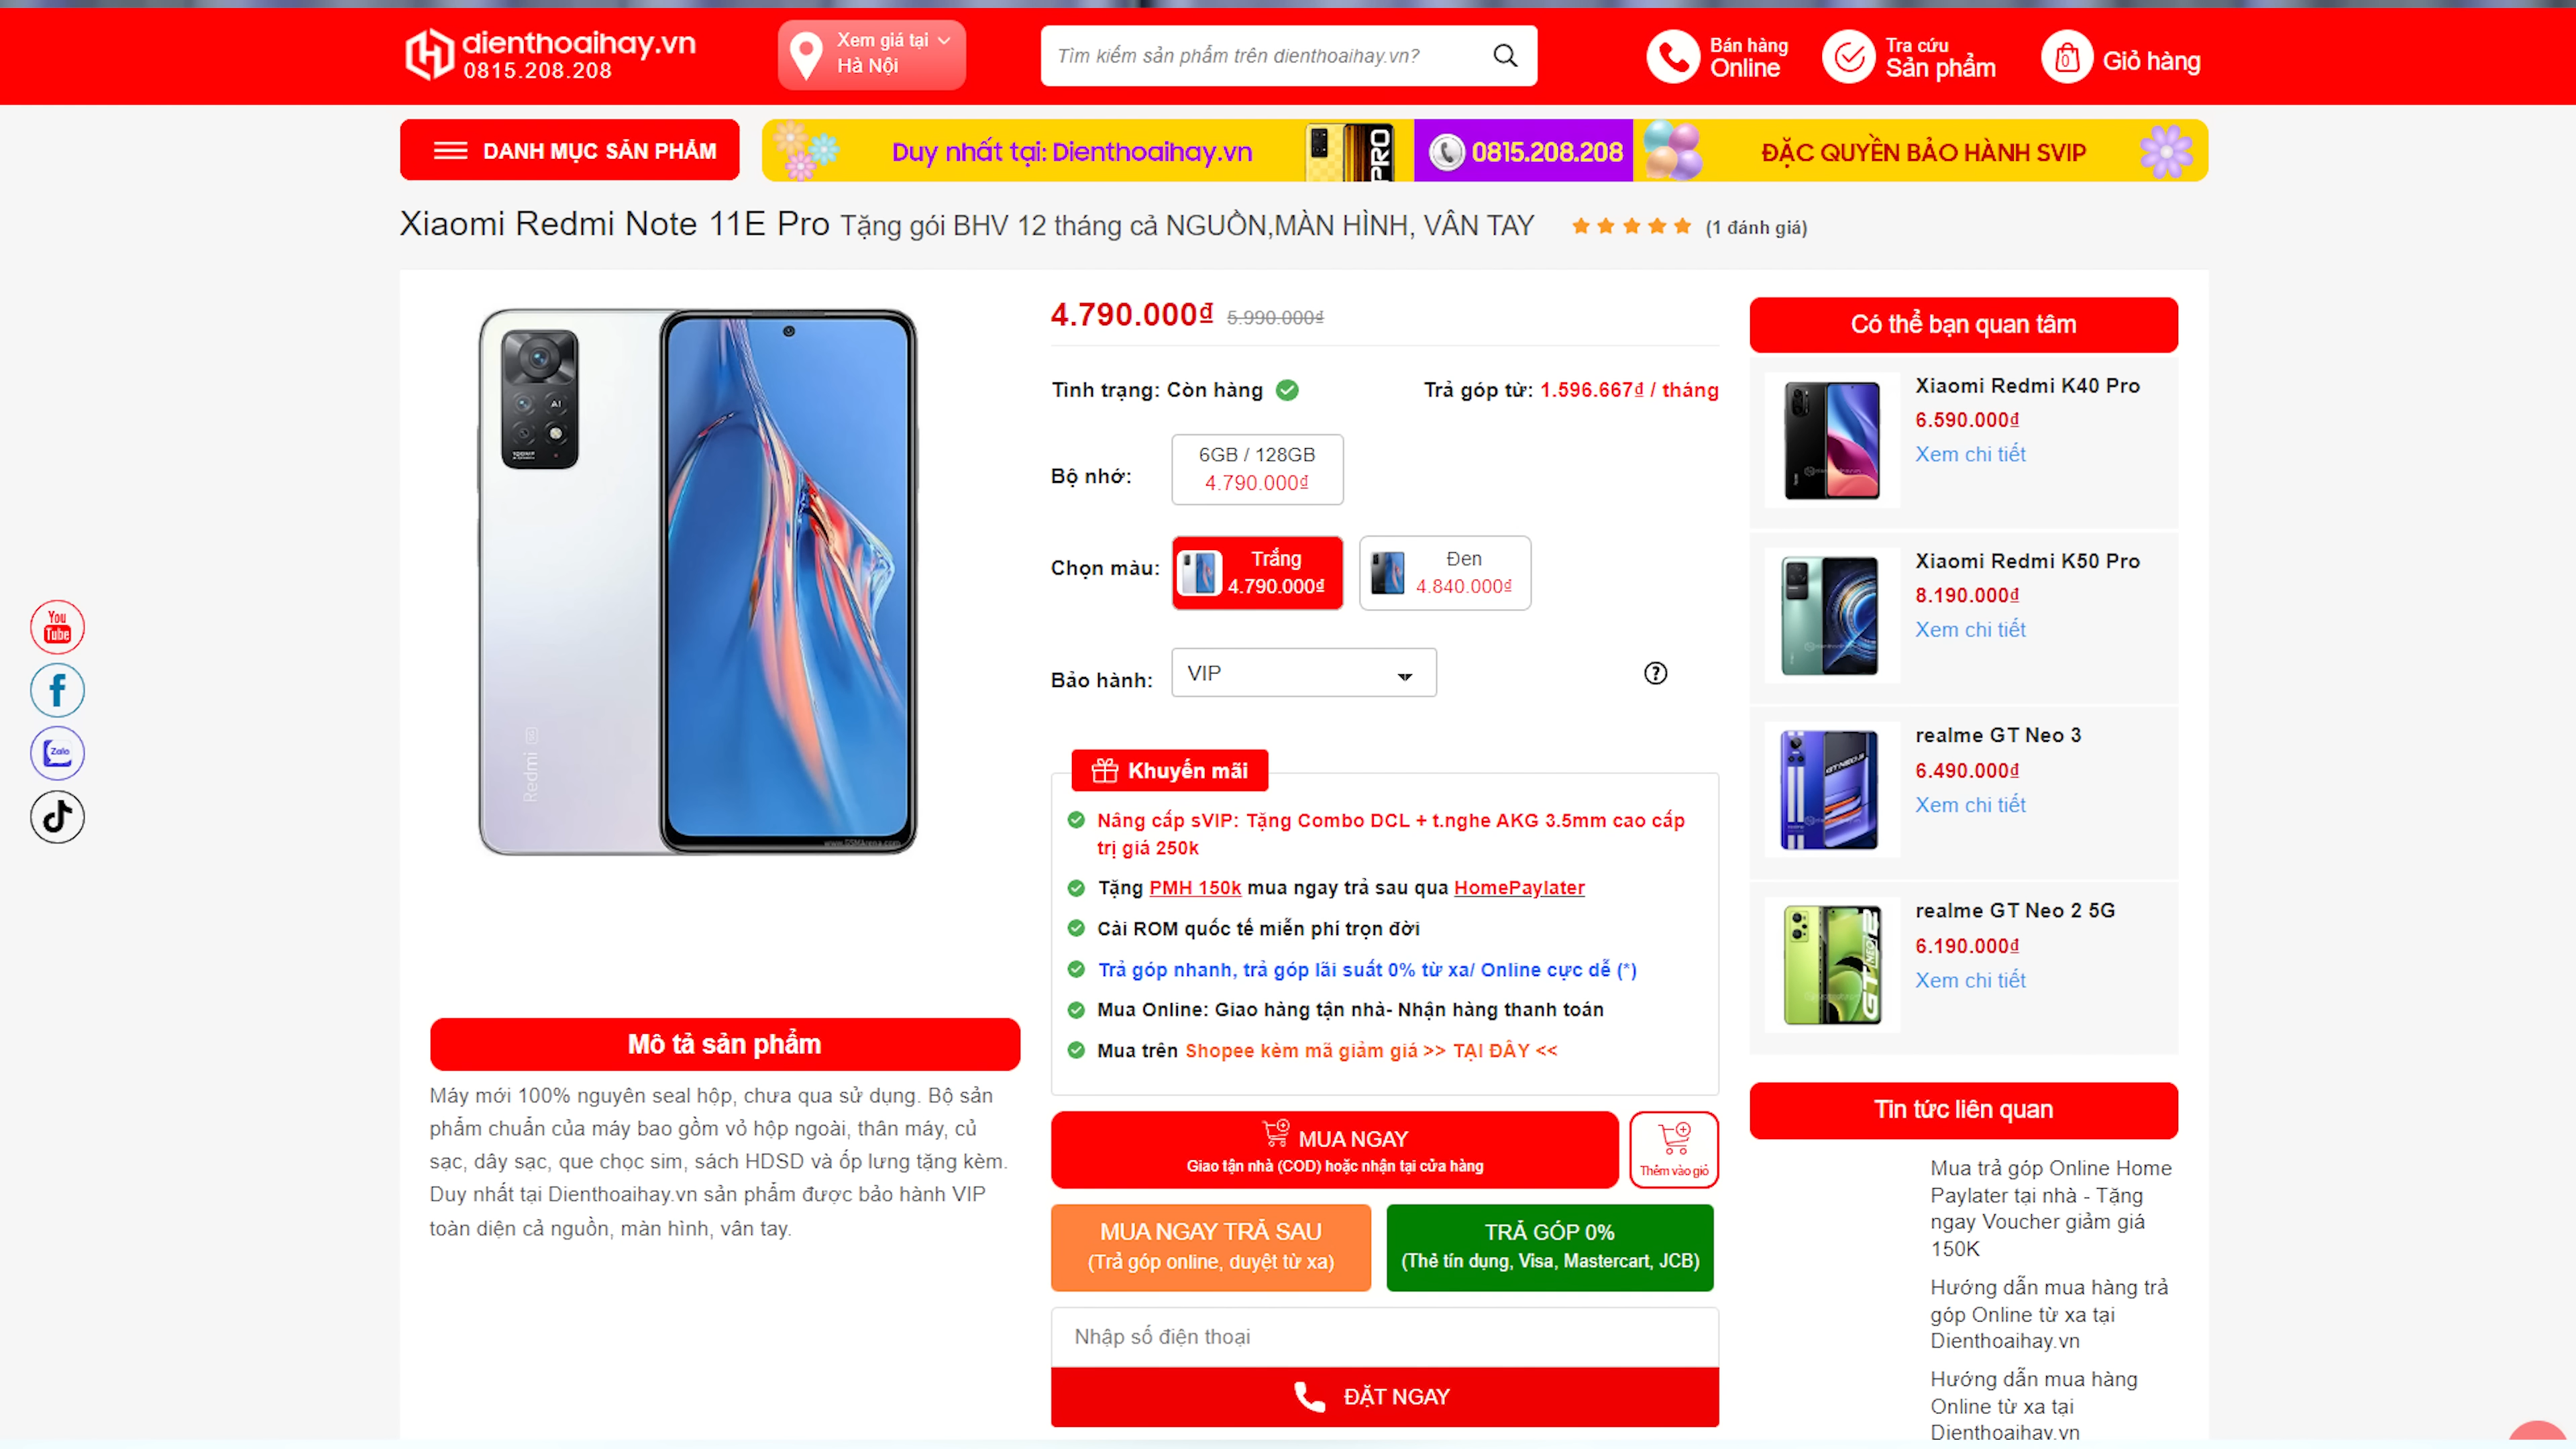 dienthoaihay.vn
0815.208.208
Xem giá tại
Hà Nội
Tìm kiếm sản phẩm trên dienthoaihay.vn?
Bán hàng
Online
Tra cứu
Sản phẩm
0
Giỏ hàng
DANH MỤC SẢN PHẨM
Duy nhất tại: Dienthoaihay.vn
PRO
0815.208.208
ĐẶC QUYỀN BẢO HÀNH SVIP
Xiaomi Redmi Note 11E Pro Tặng gói BHV 12 tháng cả NGUỒN,MÀN HÌNH, VÂN TAY
(1 đánh giá)
AI
Redmi
4.790.000₫ 5.990.000₫
Tình trạng: Còn hàng
Trả góp từ: 1.596.667₫ / tháng
Bộ nhớ:
6GB / 128GB
4.790.000₫
Chọn màu:
Trắng
4.790.000₫
Đen
4.840.000₫
Bảo hành:
VIP
?
Khuyến mãi
Nâng cấp sVIP: Tặng Combo DCL + t.nghe AKG 3.5mm cao cấp
trị giá 250k
Tặng PMH 150k mua ngay trả sau qua HomePaylater
Cài ROM quốc tế miễn phí trọn đời
Trả góp nhanh, trả góp lãi suất 0% từ xa/ Online cực dễ (*)
Mua Online: Giao hàng tận nhà- Nhận hàng thanh toán
Mua trên Shopee kèm mã giảm giá >> TẠI ĐÂY <<
MUA NGAY
Giao tận nhà (COD) hoặc nhận tại cửa hàng
Thêm vào giỏ
MUA NGAY TRẢ SAU
(Trả góp online, duyệt từ xa)
TRẢ GÓP 0%
(Thẻ tín dụng, Visa, Mastercart, JCB)
Nhập số điện thoại
ĐẶT NGAY
Mô tả sản phẩm
Máy mới 100% nguyên seal hộp, chưa qua sử dụng. Bộ sản
phẩm chuẩn của máy bao gồm vỏ hộp ngoài, thân máy, củ
sạc, dây sạc, que chọc sim, sách HDSD và ốp lưng tặng kèm.
Duy nhất tại Dienthoaihay.vn sản phẩm được bảo hành VIP
toàn diện cả nguồn, màn hình, vân tay.
Có thể bạn quan tâm
Xiaomi Redmi K40 Pro
6.590.000₫
Xem chi tiết
Xiaomi Redmi K50 Pro
8.190.000₫
Xem chi tiết
realme GT Neo 3
6.490.000₫
Xem chi tiết
realme GT Neo 2 5G
6.190.000₫
Xem chi tiết
Tin tức liên quan
Mua trả góp Online Home
Paylater tại nhà - Tặng
ngay Voucher giảm giá
150K
Hướng dẫn mua hàng trả
góp Online từ xa tại
Dienthoaihay.vn
Hướng dẫn mua hàng
Online từ xa tại
Dienthoaihay.vn
You
Tube
Zalo